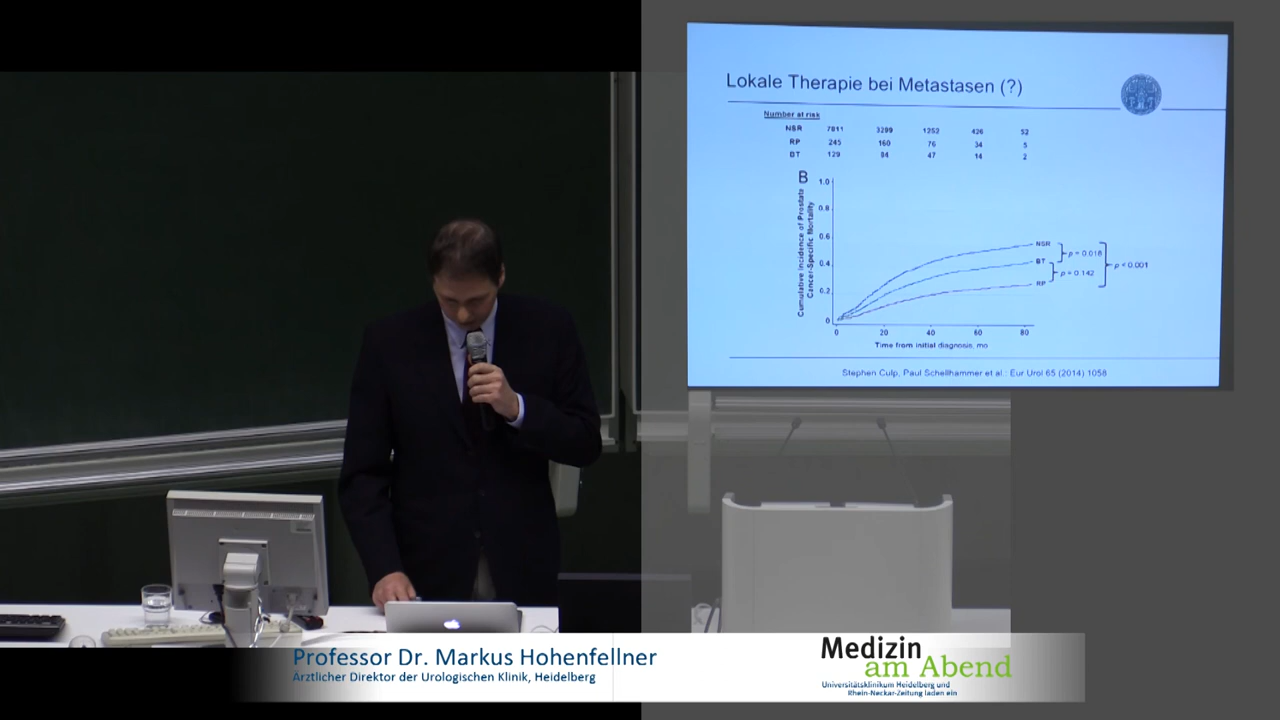 Lokale Therapie bei Metastasen (?)
Number at risk
NSR 7811 3289 1252 426 52
RP 245 160 76 34 5
BT 129 84 47 14 2
B
Cumulative Incidence of Prostate
Cancer-Specific Mortality
1.0
0.8
0.6
0.4
0.2
0
0 20 40 60 80
Time from initial diagnosis, mo
NSR
BT
RP
p = 0.018
p = 0.142
p < 0.001
Stephen Culp, Paul Schellhammer et al.: Eur Urol 65 (2014) 1058
Professor Dr. Markus Hohenfellner
Ärztlicher Direktor der Urologischen Klinik, Heidelberg
Medizin
am Abend
Universitätsklinikum Heidelberg und
Rhein-Neckar-Zeitung laden ein